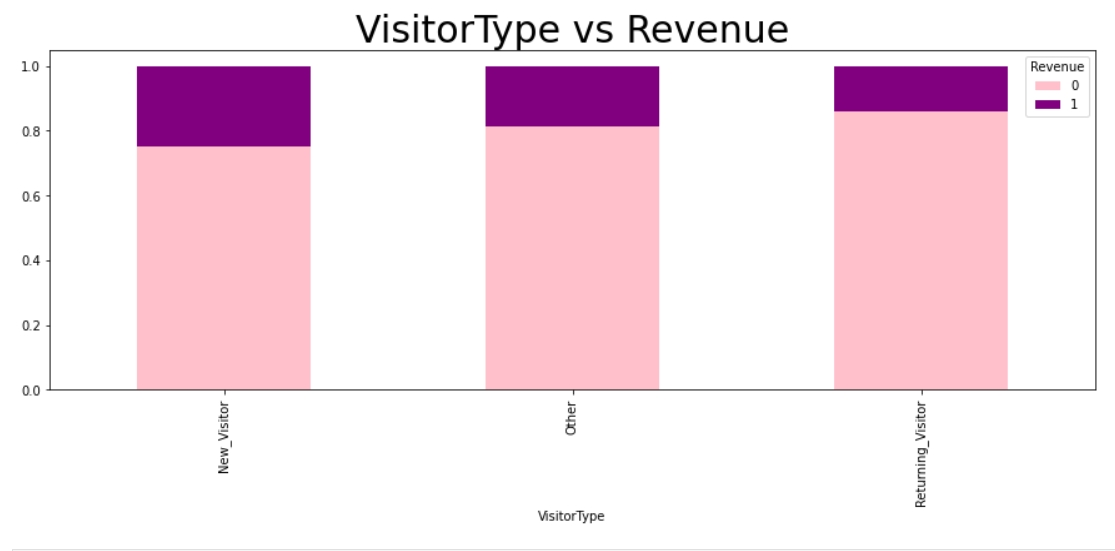 VisitorType vs Revenue
Revenue
0
1
1.0
0.8
0.6
0.4
0.2
0.0
New_Visitor
Other
Returning_Visitor
VisitorType